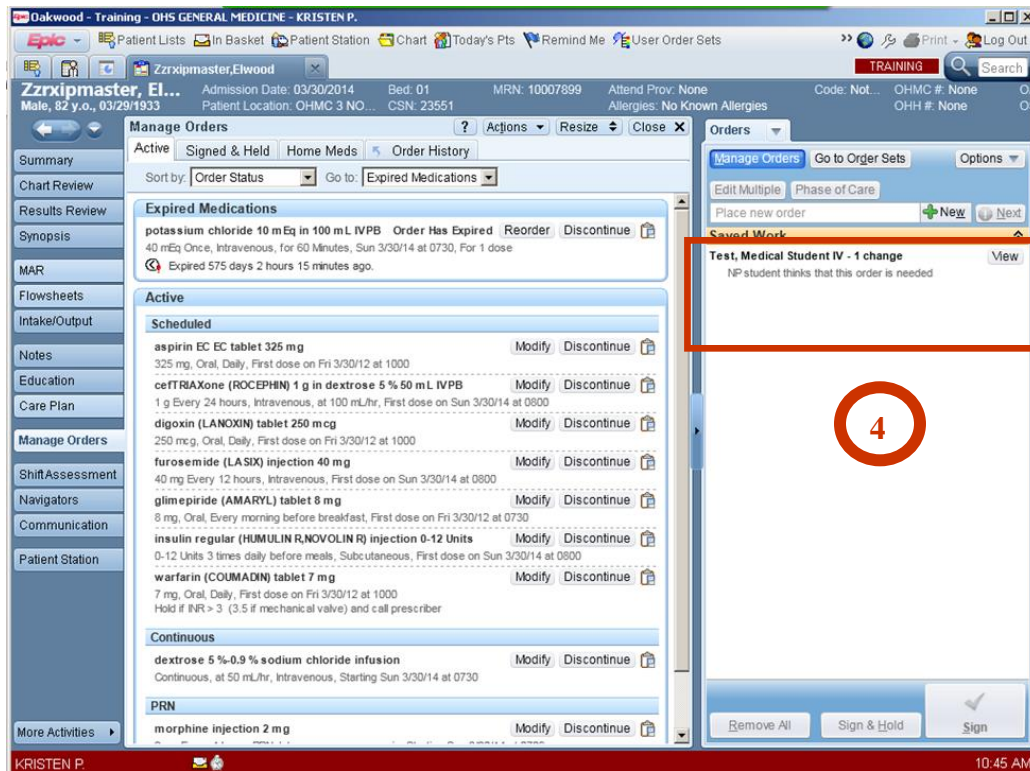 Oakwood - Training - OHS GENERAL MEDICINE - KRISTEN P.
Epic Patient Lists In Basket Patient Station Chart Today's Pts Remind Me User Order Sets Print Log Out
Zzrxipmaster,Elwood TRAINING Search
Zzrxipmaster, El... Admission Date: 03/30/2014 Bed: 01 MRN: 10007899 Attend Prov: None Code: Not... OHMC #: None
Male, 82 y.o., 03/29/1933 Patient Location: OHMC 3 NO... CSN: 23551 Allergies: No Known Allergies OHH #: None
Summary
Chart Review
Results Review
Synopsis
MAR
Flowsheets
Intake/Output
Notes
Education
Care Plan
Manage Orders
Shift Assessment
Navigators
Communication
Patient Station
More Activities
Manage Orders ? Actions Resize Close X
Active Signed & Held Home Meds Order History
Sort by: Order Status Go to: Expired Medications
Expired Medications
potassium chloride 10 mEq in 100 mL IVPB Order Has Expired Reorder Discontinue
40 mEq Once, Intravenous, for 60 Minutes, Sun 3/30/14 at 0730, For 1 dose
Expired 575 days 2 hours 15 minutes ago.
Active
Scheduled
aspirin EC EC tablet 325 mg Modify Discontinue
325 mg, Oral, Daily, First dose on Fri 3/30/12 at 1000
cefTRIAXone (ROCEPHIN) 1 g in dextrose 5 % 50 mL IVPB Modify Discontinue
1 g Every 24 hours, Intravenous, at 100 mL/hr, First dose on Sun 3/30/14 at 0800
digoxin (LANOXIN) tablet 250 mcg Modify Discontinue
250 mcg, Oral, Daily, First dose on Fri 3/30/12 at 1000
furosemide (LASIX) injection 40 mg Modify Discontinue
40 mg Every 12 hours, Intravenous, First dose on Sun 3/30/14 at 0800
glimepiride (AMARYL) tablet 8 mg Modify Discontinue
8 mg, Oral, Every morning before breakfast, First dose on Fri 3/30/12 at 0730
insulin regular (HUMULIN R,NOVOLIN R) injection 0-12 Units Modify Discontinue
0-12 Units 3 times daily before meals, Subcutaneous, First dose on Sun 3/30/14 at 0800
warfarin (COUMADIN) tablet 7 mg Modify Discontinue
7 mg, Oral, Daily, First dose on Fri 3/30/12 at 1000
Hold if INR > 3 (3.5 if mechanical valve) and call prescriber
Continuous
dextrose 5 %-0.9 % sodium chloride infusion Modify Discontinue
Continuous, at 50 mL/hr, Intravenous, Starting Sun 3/30/14 at 0730
PRN
morphine injection 2 mg Modify Discontinue
Orders
Manage Orders Go to Order Sets Options
Edit Multiple Phase of Care
Place new order New Next
Saved Work
Test, Medical Student IV - 1 change View
NP student thinks that this order is needed
4
Remove All Sign & Hold Sign
KRISTEN P. 10:45 AM